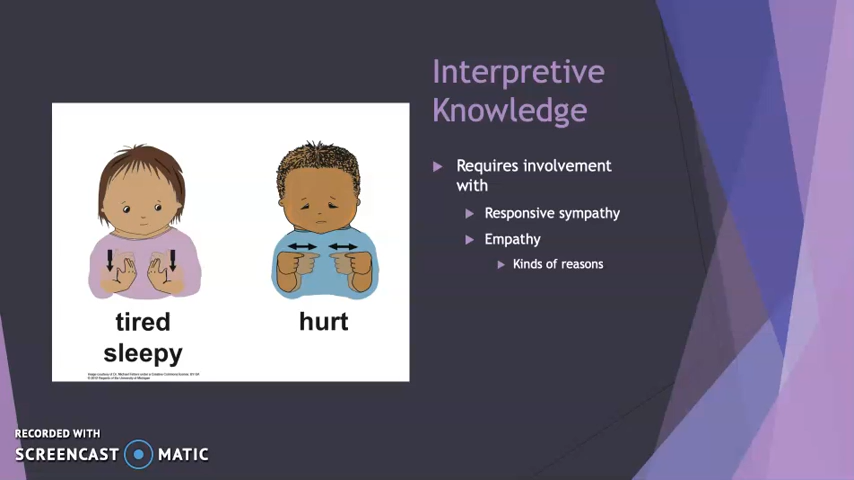 Interpretive
Knowledge
Requires involvement
with
Responsive sympathy
Empathy
Kinds of reasons
tired
sleepy
hurt
RECORDED WITH
SCREENCAST MATIC